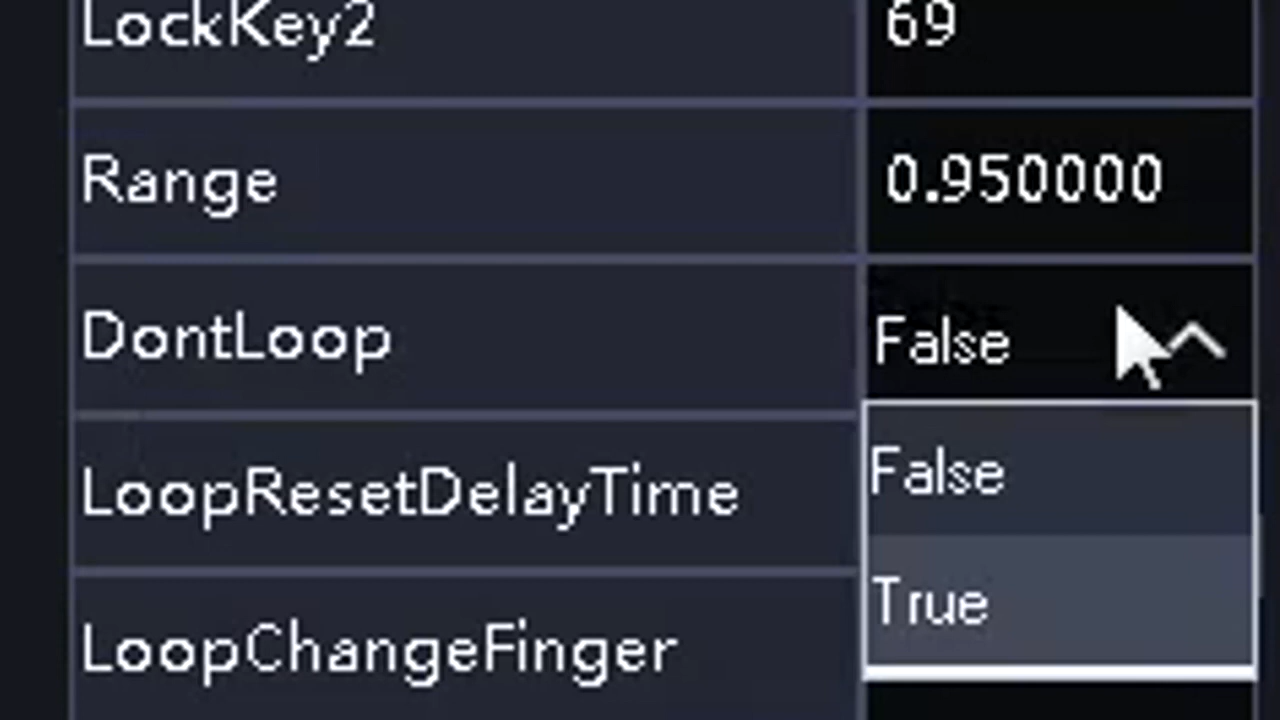 LockKey2 69
Range 0.950000
DontLoop False
False
LoopResetDelayTime
True
LoopChangeFinger